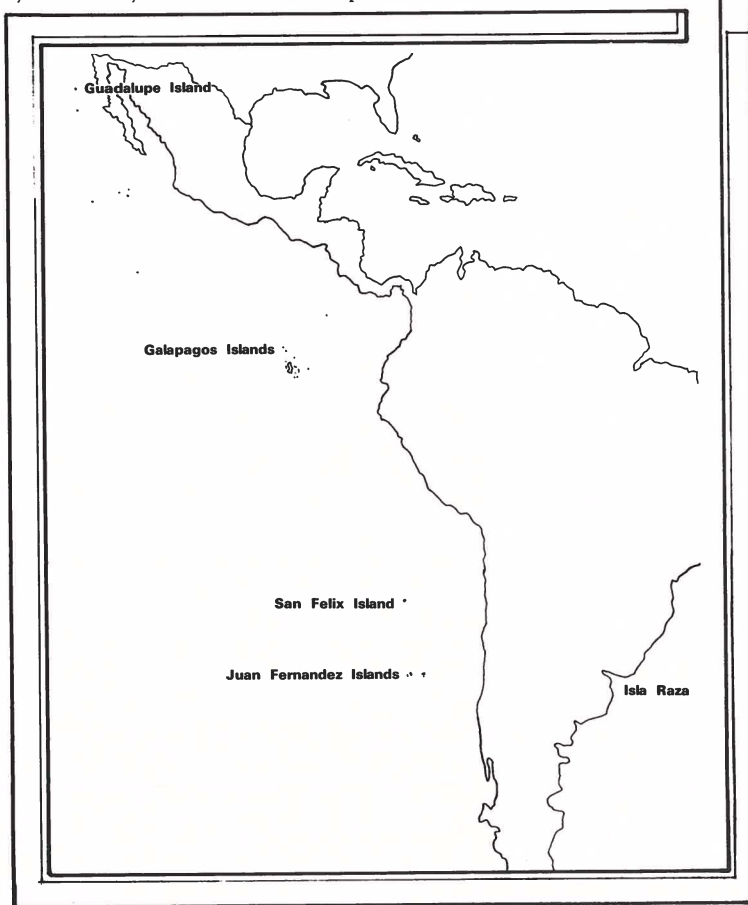 Guadalupe Island
Galapagos Islands
San Felix Island
Juan Fernandez Islands
Isla Raza